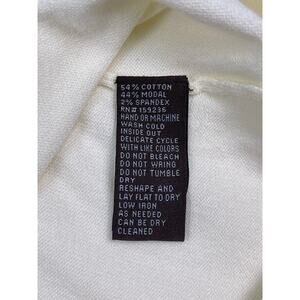 54% COTTON
44% MODAL
2% SPANDEX
RN# 159236
HAND OR MACHINE
WASH COLD
INSIDE OUT
DELICATE CYCLE
WITH LIKE COLORS
DO NOT BLEACH
DO NOT WRING
DO NOT TUMBLE
DRY
RESHAPE AND
LAY FLAT TO DRY
LOW IRON
AS NEEDED
CAN BE DRY
CLEANED